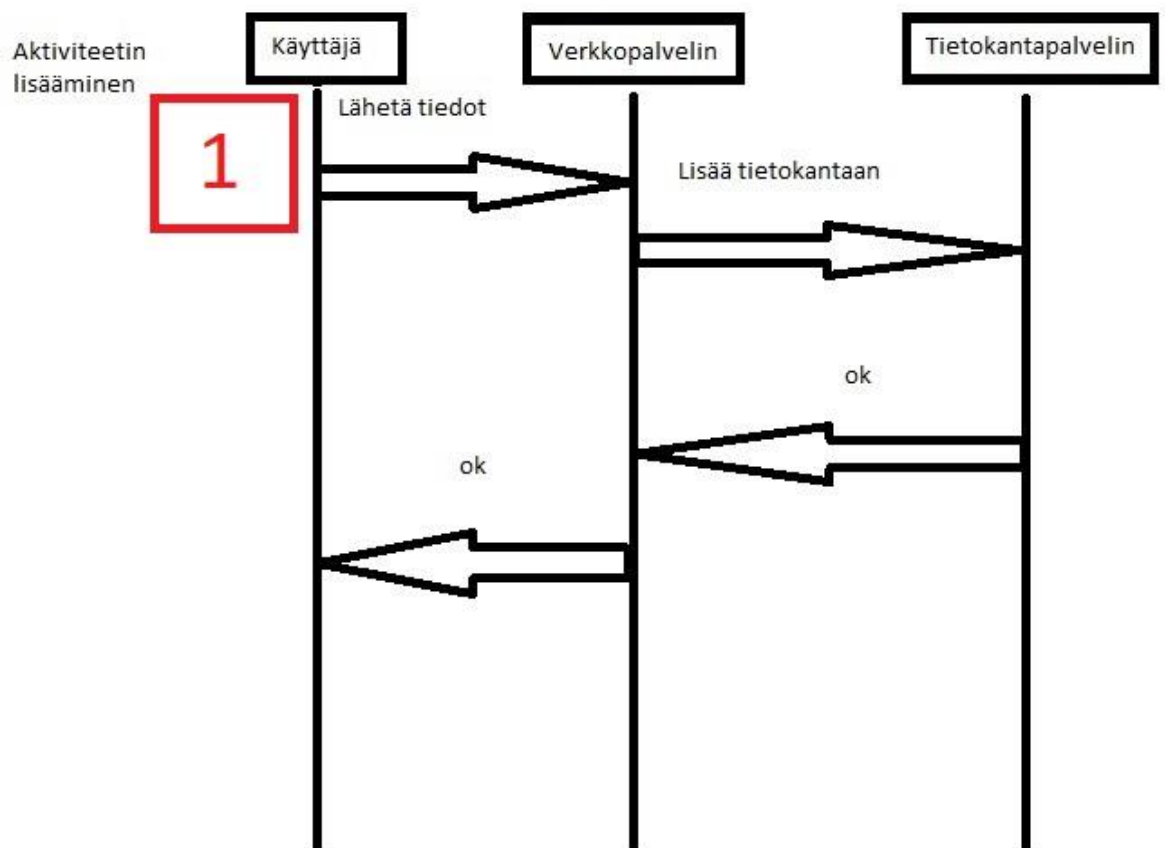 Aktiviteetin
lisääminen
Käyttäjä
Verkkopalvelin
Tietokantapalvelin
1
Lähetä tiedot
Lisää tietokantaan
ok
ok